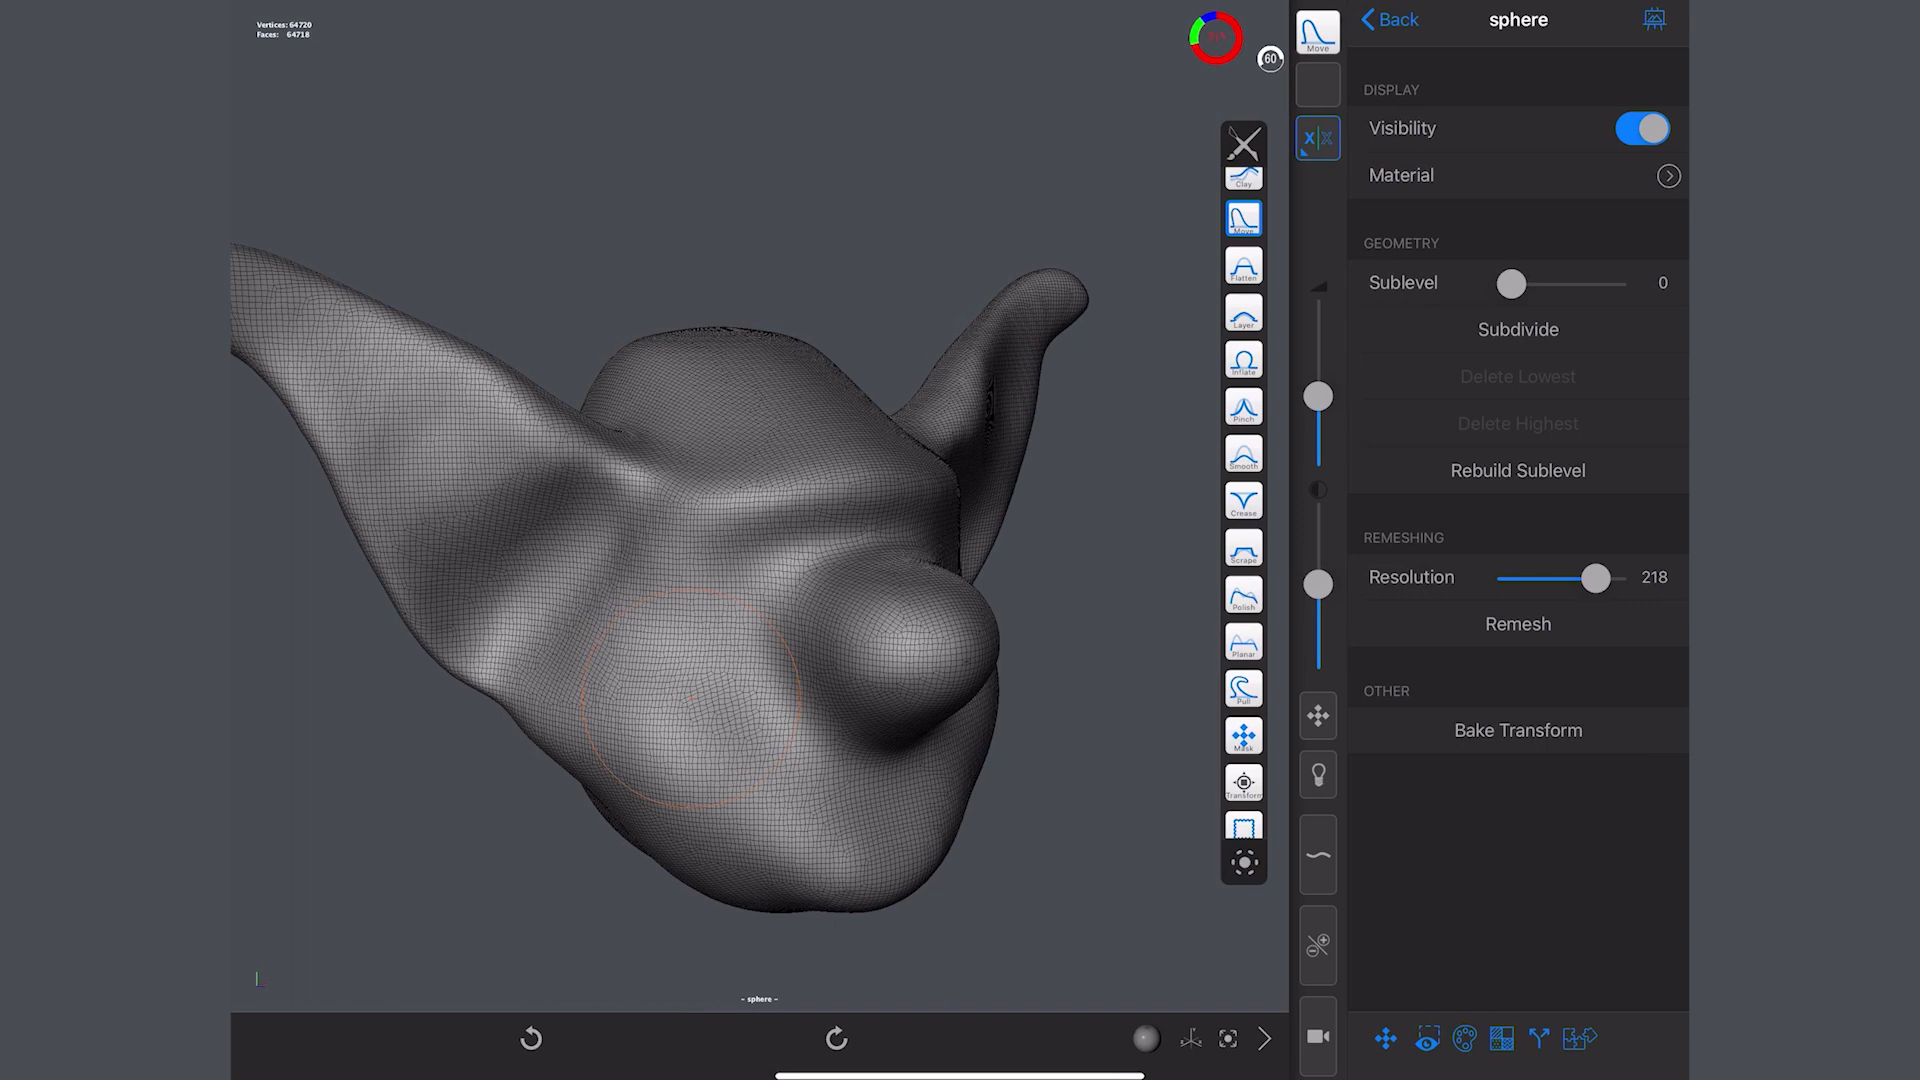 Vertices: 64720
Faces: 64718
60
Move
X|X
Clay
Move
Flatten
Layer
Inflate
Pinch
Smooth
Crease
Scrape
Polish
Planar
Pull
Mask
Transform
Back
sphere
DISPLAY
Visibility
Material
GEOMETRY
Sublevel 0
Subdivide
Delete Lowest
Delete Highest
Rebuild Sublevel
REMESHING
Resolution 218
Remesh
OTHER
Bake Transform
- sphere -